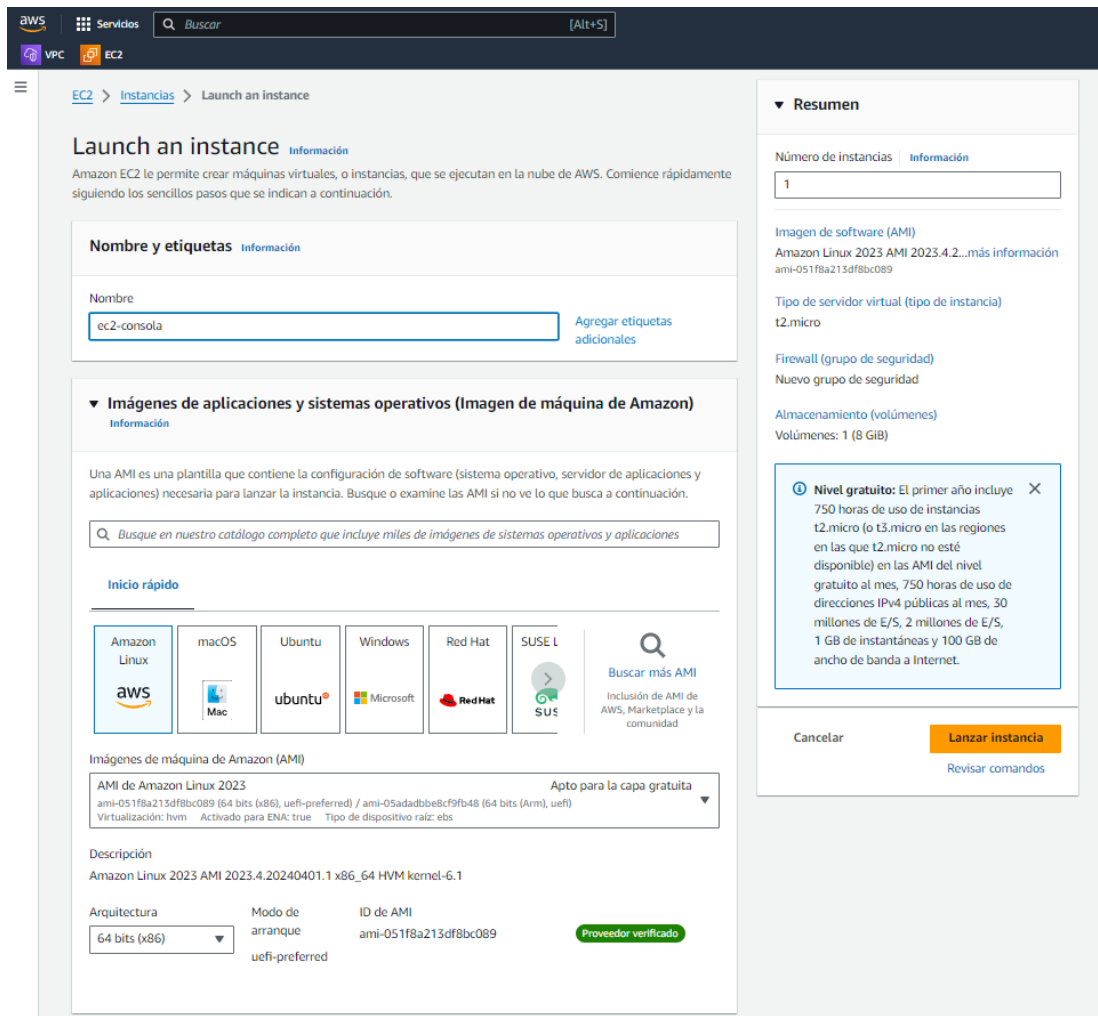 aws
Servicios
Buscar
[Alt+S]
VPC
EC2
EC2 > Instancias > Launch an instance
Launch an instance Información
Amazon EC2 le permite crear máquinas virtuales, o instancias, que se ejecutan en la nube de AWS. Comience rápidamente
siguiendo los sencillos pasos que se indican a continuación.
Nombre y etiquetas Información
Nombre
ec2-consola
Agregar etiquetas
adicionales
Imágenes de aplicaciones y sistemas operativos (Imagen de máquina de Amazon)
Información
Una AMI es una plantilla que contiene la configuración de software (sistema operativo, servidor de aplicaciones y
aplicaciones) necesaria para lanzar la instancia. Busque o examine las AMI si no ve lo que busca a continuación.
Busque en nuestro catálogo completo que incluye miles de imágenes de sistemas operativos y aplicaciones
Inicio rápido
Amazon
Linux
aws
macOS
Mac
Ubuntu
ubuntu
Windows
Microsoft
Red Hat
RedHat
SUSE L
SUS
Buscar más AMI
Inclusión de AMI de
AWS, Marketplace y la
comunidad
Imágenes de máquina de Amazon (AMI)
AMI de Amazon Linux 2023
Apto para la capa gratuita
ami-051f8a213df8bc089 (64 bits (x86), uefi-preferred) / ami-05adadbbe8cf9fb48 (64 bits (Arm), uefi)
Virtualización: hvm Activado para ENA: true Tipo de dispositivo raíz: ebs
Descripción
Amazon Linux 2023 AMI 2023.4.20240401.1 x86_64 HVM kernel-6.1
Arquitectura
64 bits (x86)
Modo de
arranque
uefi-preferred
ID de AMI
ami-051f8a213df8bc089
Proveedor verificado
Resumen
Número de instancias Información
1
Imagen de software (AMI)
Amazon Linux 2023 AMI 2023.4.2...más información
ami-051f8a213df8bc089
Tipo de servidor virtual (tipo de instancia)
t2.micro
Firewall (grupo de seguridad)
Nuevo grupo de seguridad
Almacenamiento (volúmenes)
Volúmenes: 1 (8 GiB)
Nivel gratuito: El primer año incluye
750 horas de uso de instancias
t2.micro (o t3.micro en las regiones
en las que t2.micro no esté
disponible) en las AMI del nivel
gratuito al mes, 750 horas de uso de
direcciones IPv4 públicas al mes, 30
millones de E/S, 2 millones de E/S,
1 GB de instantáneas y 100 GB de
ancho de banda a Internet.
Cancelar
Lanzar instancia
Revisar comandos